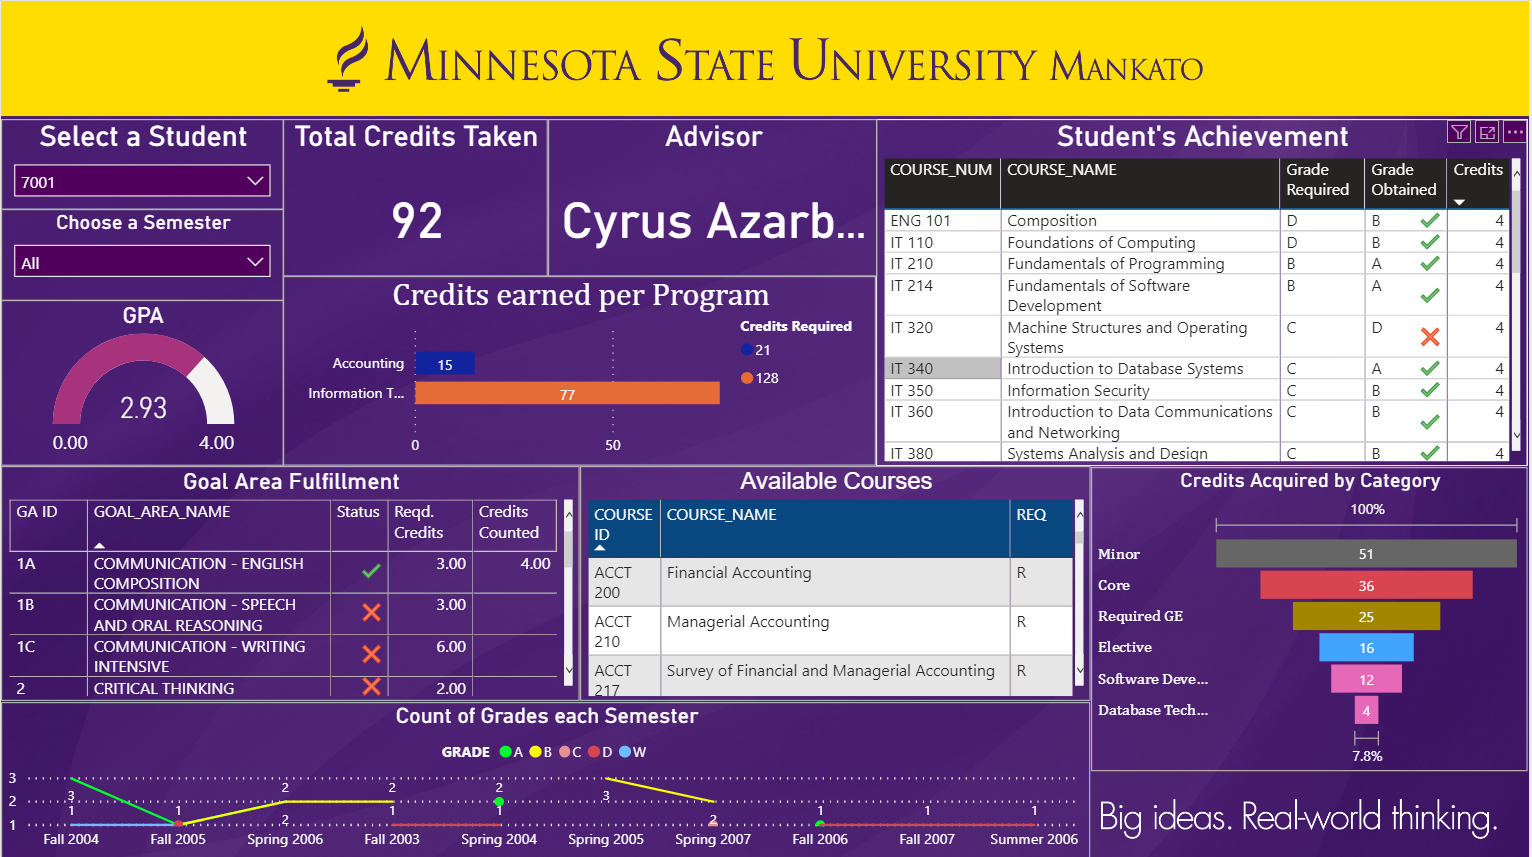 MINNESOTA STATE UNIVERSITY MANKATO
Select a Student
7001
Choose a Semester
All
GPA
2.93
0.00
4.00
Total Credits Taken
92
Advisor
Cyrus Azarb...
Credits earned per Program
Credits Required
21
128
Accounting
15
Information T...
77
0
50
Student's Achievement
COURSE_NUM COURSE_NAME Grade Required Grade Obtained Credits
ENG 101 Composition D B 4
IT 110 Foundations of Computing D B 4
IT 210 Fundamentals of Programming B A 4
IT 214 Fundamentals of Software B A 4
Development
IT 320 Machine Structures and Operating C D 4
Systems
IT 340 Introduction to Database Systems C A 4
IT 350 Information Security C B 4
IT 360 Introduction to Data Communications C B 4
and Networking
IT 380 Systems Analysis and Design C B 4
Goal Area Fulfillment
GA ID GOAL_AREA_NAME Status Reqd. Credits Credits Counted
1A COMMUNICATION - ENGLISH 3.00 4.00
COMPOSITION
1B COMMUNICATION - SPEECH 3.00
AND ORAL REASONING
1C COMMUNICATION - WRITING 6.00
INTENSIVE
2 CRITICAL THINKING 2.00
Available Courses
COURSE ID COURSE_NAME REQ
ACCT Financial Accounting R
200
ACCT Managerial Accounting R
210
ACCT Survey of Financial and Managerial Accounting R
217
Credits Acquired by Category
100%
Minor 51
Core 36
Required GE 25
Elective 16
Software Deve... 12
Database Tech... 4
7.8%
Count of Grades each Semester
GRADE A B C D W
3
2
1
3
1
1
2
2
2
1
2
1
3
2
1
1
1
Fall 2004 Fall 2005 Spring 2006 Fall 2003 Spring 2004 Spring 2005 Spring 2007 Fall 2006 Fall 2007 Summer 2006
Big ideas. Real-world thinking.